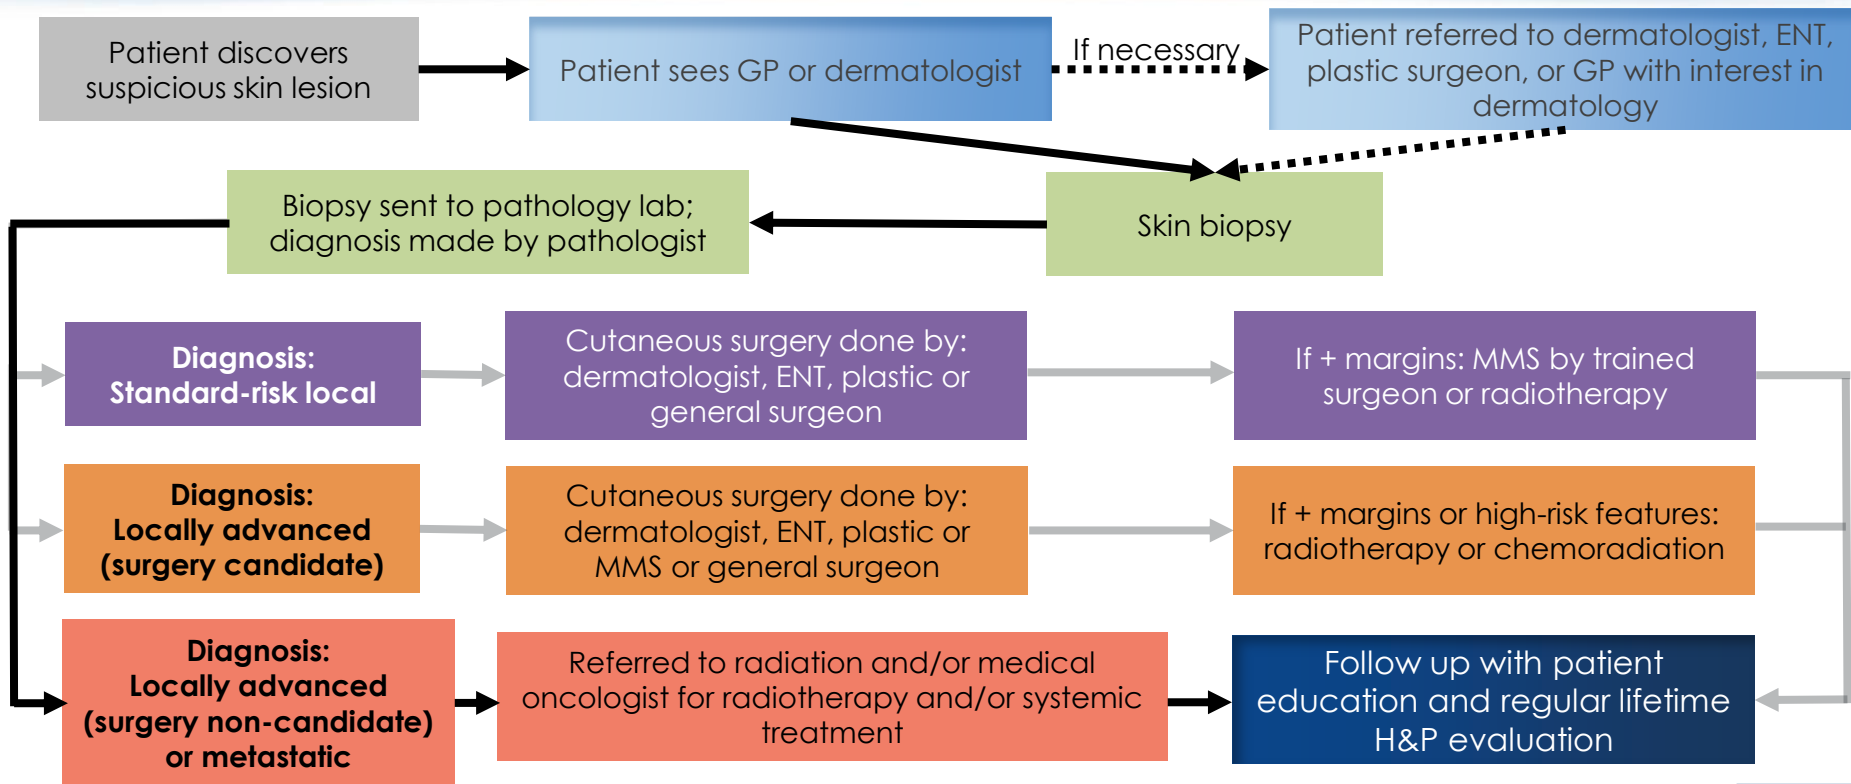 Patient discovers
suspicious skin lesion
Patient sees GP or dermatologist
If necessary
Patient referred to dermatologist, ENT,
plastic surgeon, or GP with interest in
dermatology
Biopsy sent to pathology lab;
diagnosis made by pathologist
Skin biopsy
Diagnosis:
Standard-risk local
Cutaneous surgery done by:
dermatologist, ENT, plastic or
general surgeon
If + margins: MMS by trained
surgeon or radiotherapy
Diagnosis:
Locally advanced
(surgery candidate)
Cutaneous surgery done by:
dermatologist, ENT, plastic or
MMS or general surgeon
If + margins or high-risk features:
radiotherapy or chemoradiation
Diagnosis:
Locally advanced
(surgery non-candidate)
or metastatic
Referred to radiation and/or medical
oncologist for radiotherapy and/or systemic
treatment
Follow up with patient
education and regular lifetime
H&P evaluation